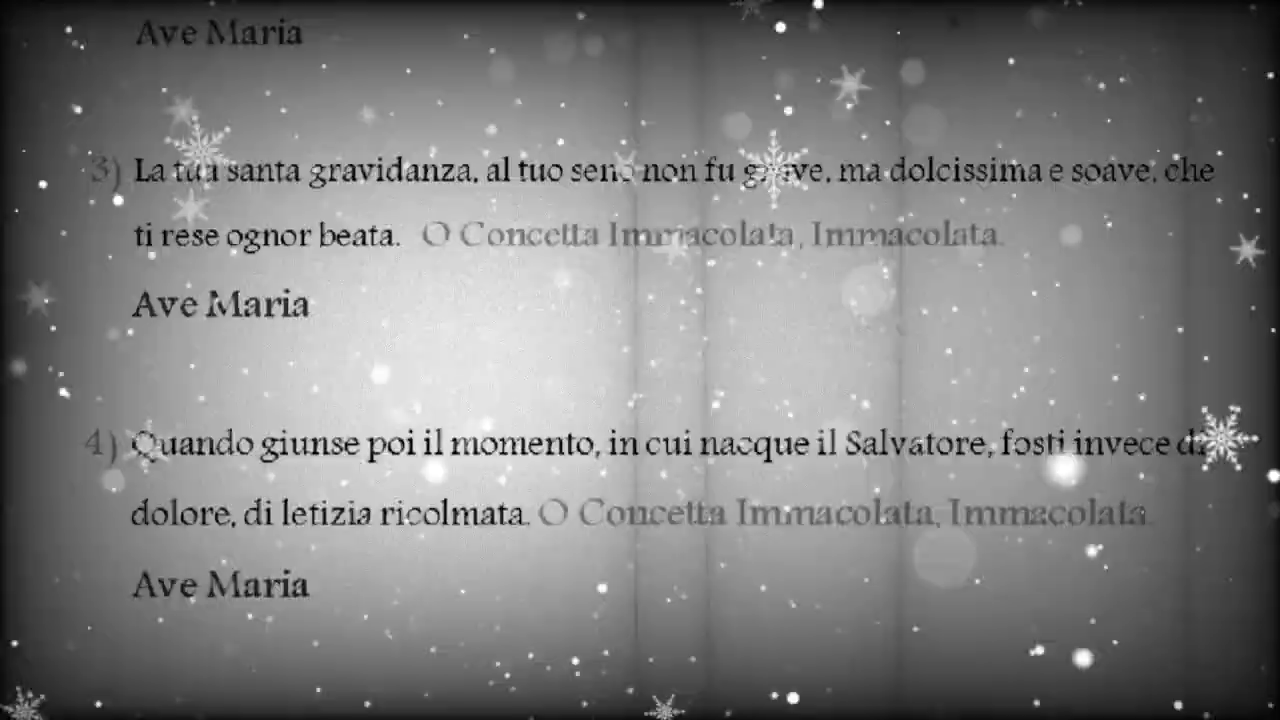 Ave Maria
3) La tua santa gravidanza, al tuo seno non fu grave, ma dolcissima e soave, che
ti rese ognor beata. O Concetta Immacolata, Immacolata.
Ave Maria
4) Quando giunse poi il momento, in cui nacque il Salvatore, fosti invece di
dolore, di letizia ricolmata. O Concetta Immacolata, Immacolata.
Ave Maria